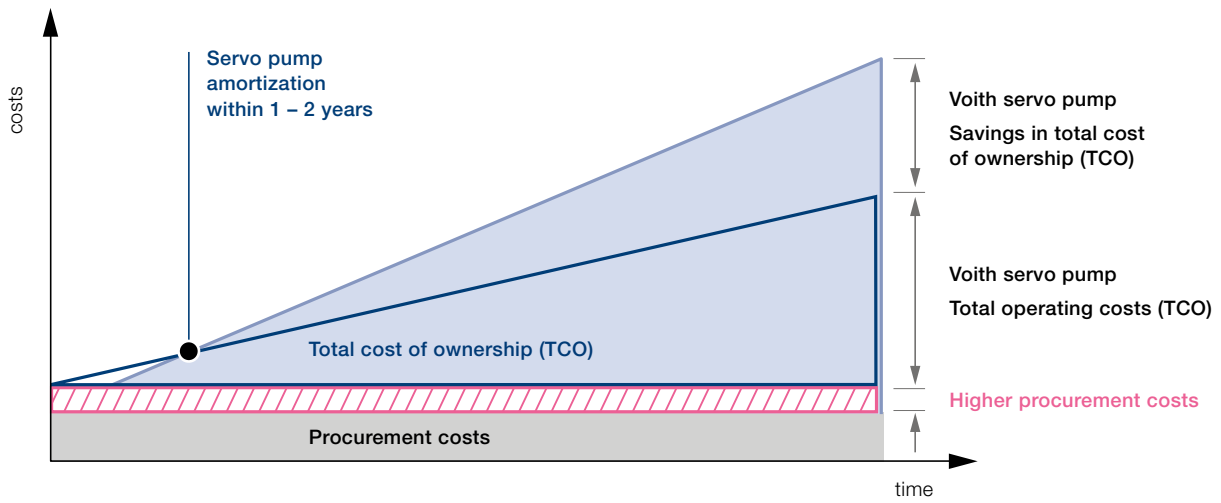 costs
Servo pump
amortization
within 1 – 2 years
Voith servo pump
Savings in total cost
of ownership (TCO)
Voith servo pump
Total operating costs (TCO)
Total cost of ownership (TCO)
Higher procurement costs
Procurement costs
time